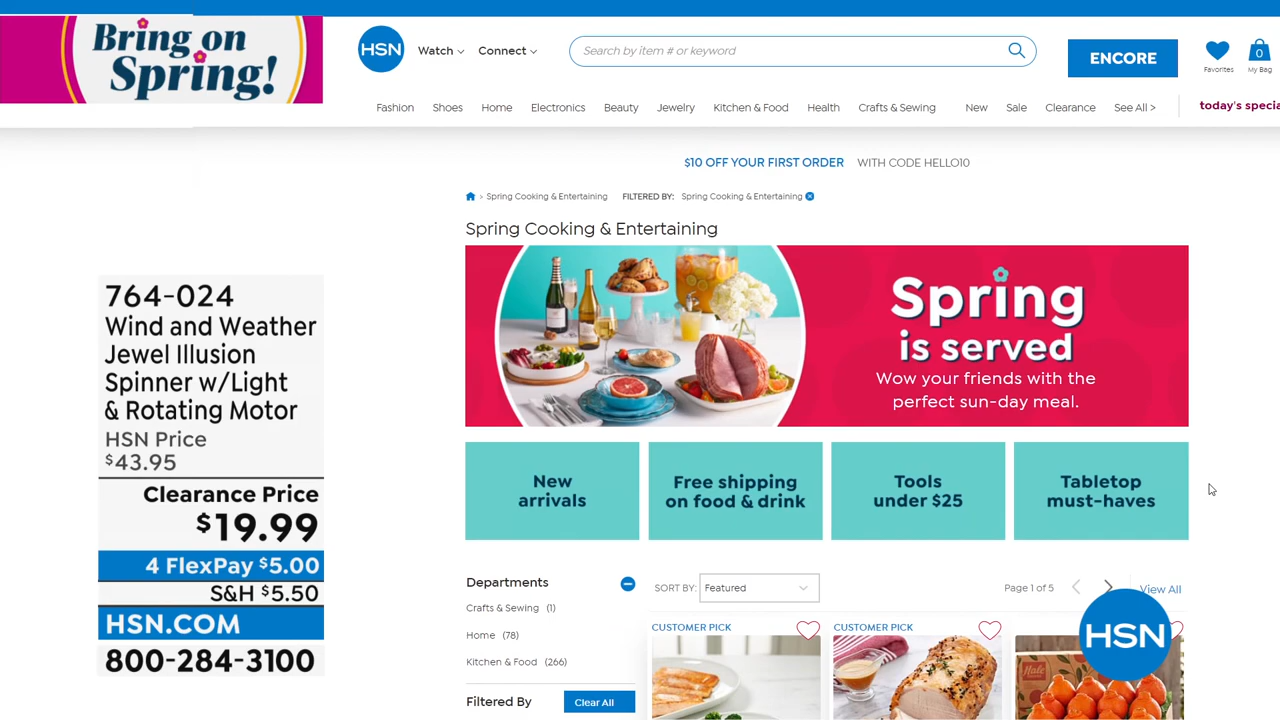 Bring on
Spring!
HSN
Watch
Connect
Search by item # or keyword
ENCORE
Favorites
0
My Bag
Fashion
Shoes
Home
Electronics
Beauty
Jewelry
Kitchen & Food
Health
Crafts & Sewing
New
Sale
Clearance
See All >
today's specia
$10 OFF YOUR FIRST ORDER WITH CODE HELLO10
> Spring Cooking & Entertaining
FILTERED BY: Spring Cooking & Entertaining
Spring Cooking & Entertaining
Spring
is served
Wow your friends with the
perfect sun-day meal.
New
arrivals
Free shipping
on food & drink
Tools
under $25
Tabletop
must-haves
764-024
Wind and Weather
Jewel Illusion
Spinner w/Light
& Rotating Motor
HSN Price
$43.95
Clearance Price
$19.99
4 FlexPay $5.00
S&H $5.50
HSN.COM
800-284-3100
Departments
Crafts & Sewing (1)
Home (78)
Kitchen & Food (266)
Filtered By
Clear All
SORT BY: Featured
Page 1 of 5
View All
CUSTOMER PICK
CUSTOMER PICK
HSN